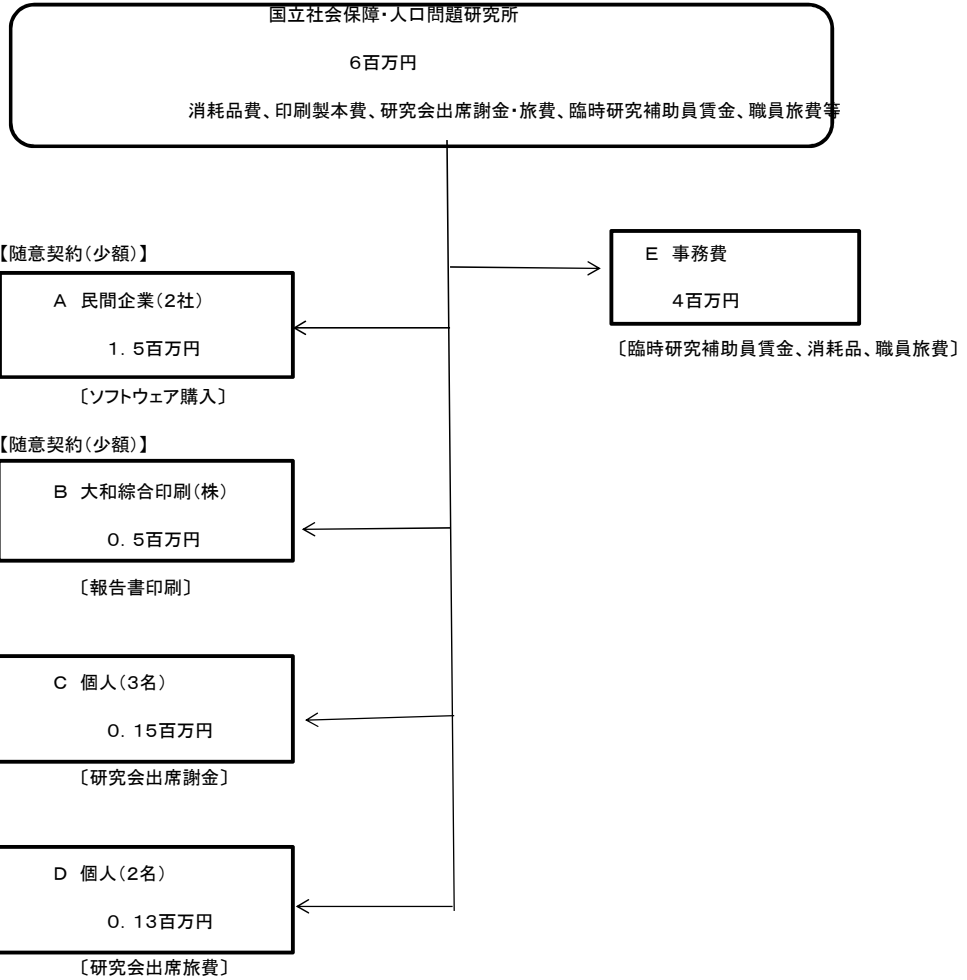 国立社会保障・人口問題研究所
6百万円
消耗品費、印刷製本費、研究会出席謝金・旅費、臨時研究補助員賃金、職員旅費等
【随意契約(少額)】
A 民間企業(2社)
1.5百万円
〔ソフトウェア購入〕
E 事務費
4百万円
〔臨時研究補助員賃金、消耗品、職員旅費〕
【随意契約(少額)】
B 大和綜合印刷(株)
0.5百万円
〔報告書印刷〕
C 個人(3名)
0.15百万円
〔研究会出席謝金〕
D 個人(2名)
0.13百万円
〔研究会出席旅費〕